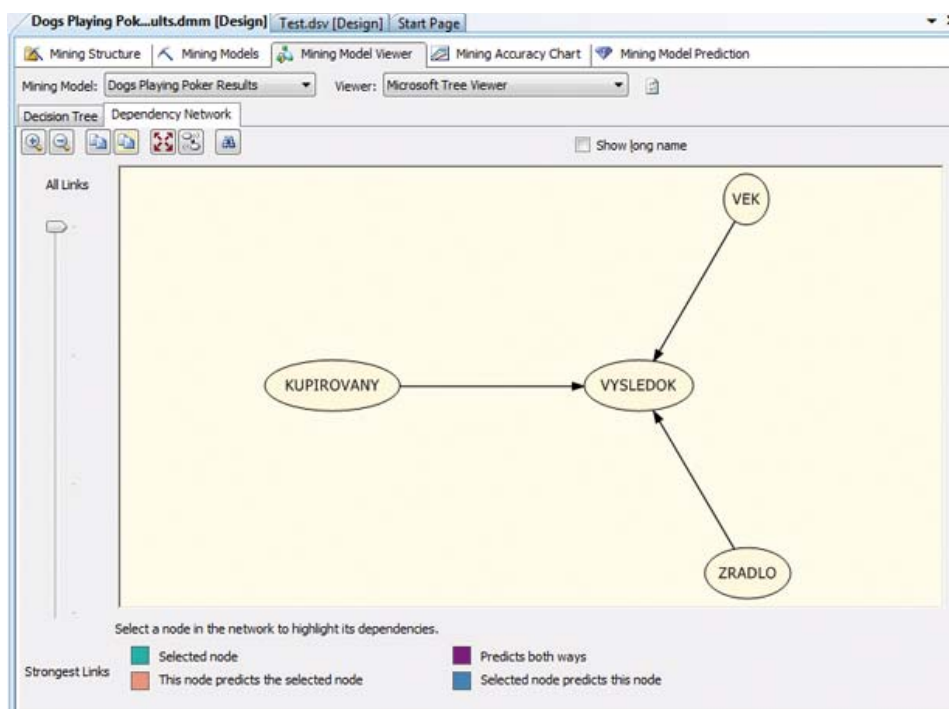 Dogs Playing Pok...ults.dmm [Design] Test.dsv [Design] Start Page
Mining Structure Mining Models Mining Model Viewer Mining Accuracy Chart Mining Model Prediction
Mining Model: Dogs Playing Poker Results Viewer: Microsoft Tree Viewer
Decision Tree Dependency Network
Show long name
All Links
VEK
KUPIROVANY VYSLEDOK
ZRADLO
Select a node in the network to highlight its dependencies.
Selected node Predicts both ways
Strongest Links
This node predicts the selected node Selected node predicts this node